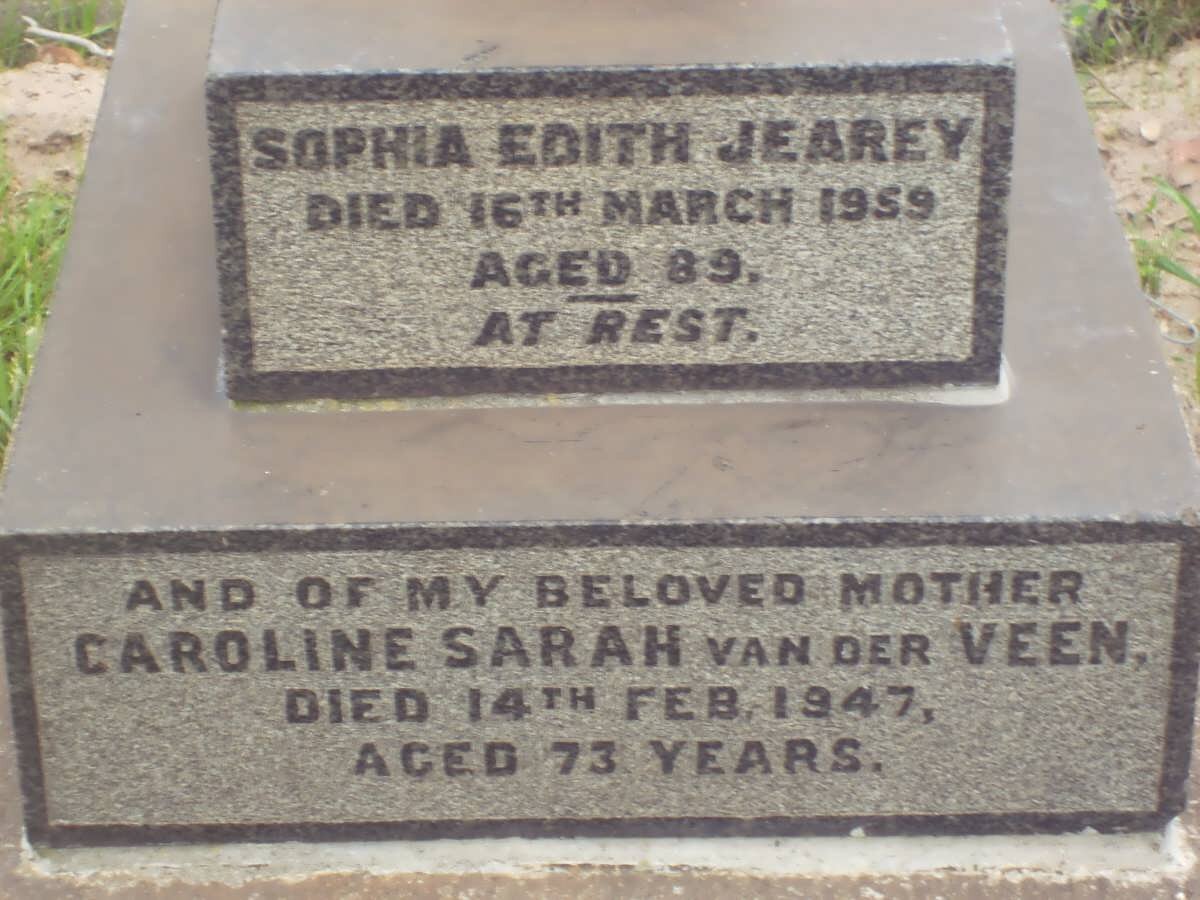 SOPHIA EDITH JEAREY
DIED 16TH MARCH 1959
AGED 89.
AT REST.
AND OF MY BELOVED MOTHER
CAROLINE SARAH VAN DER VEEN,
DIED 14TH FEB. 1947,
AGED 73 YEARS.